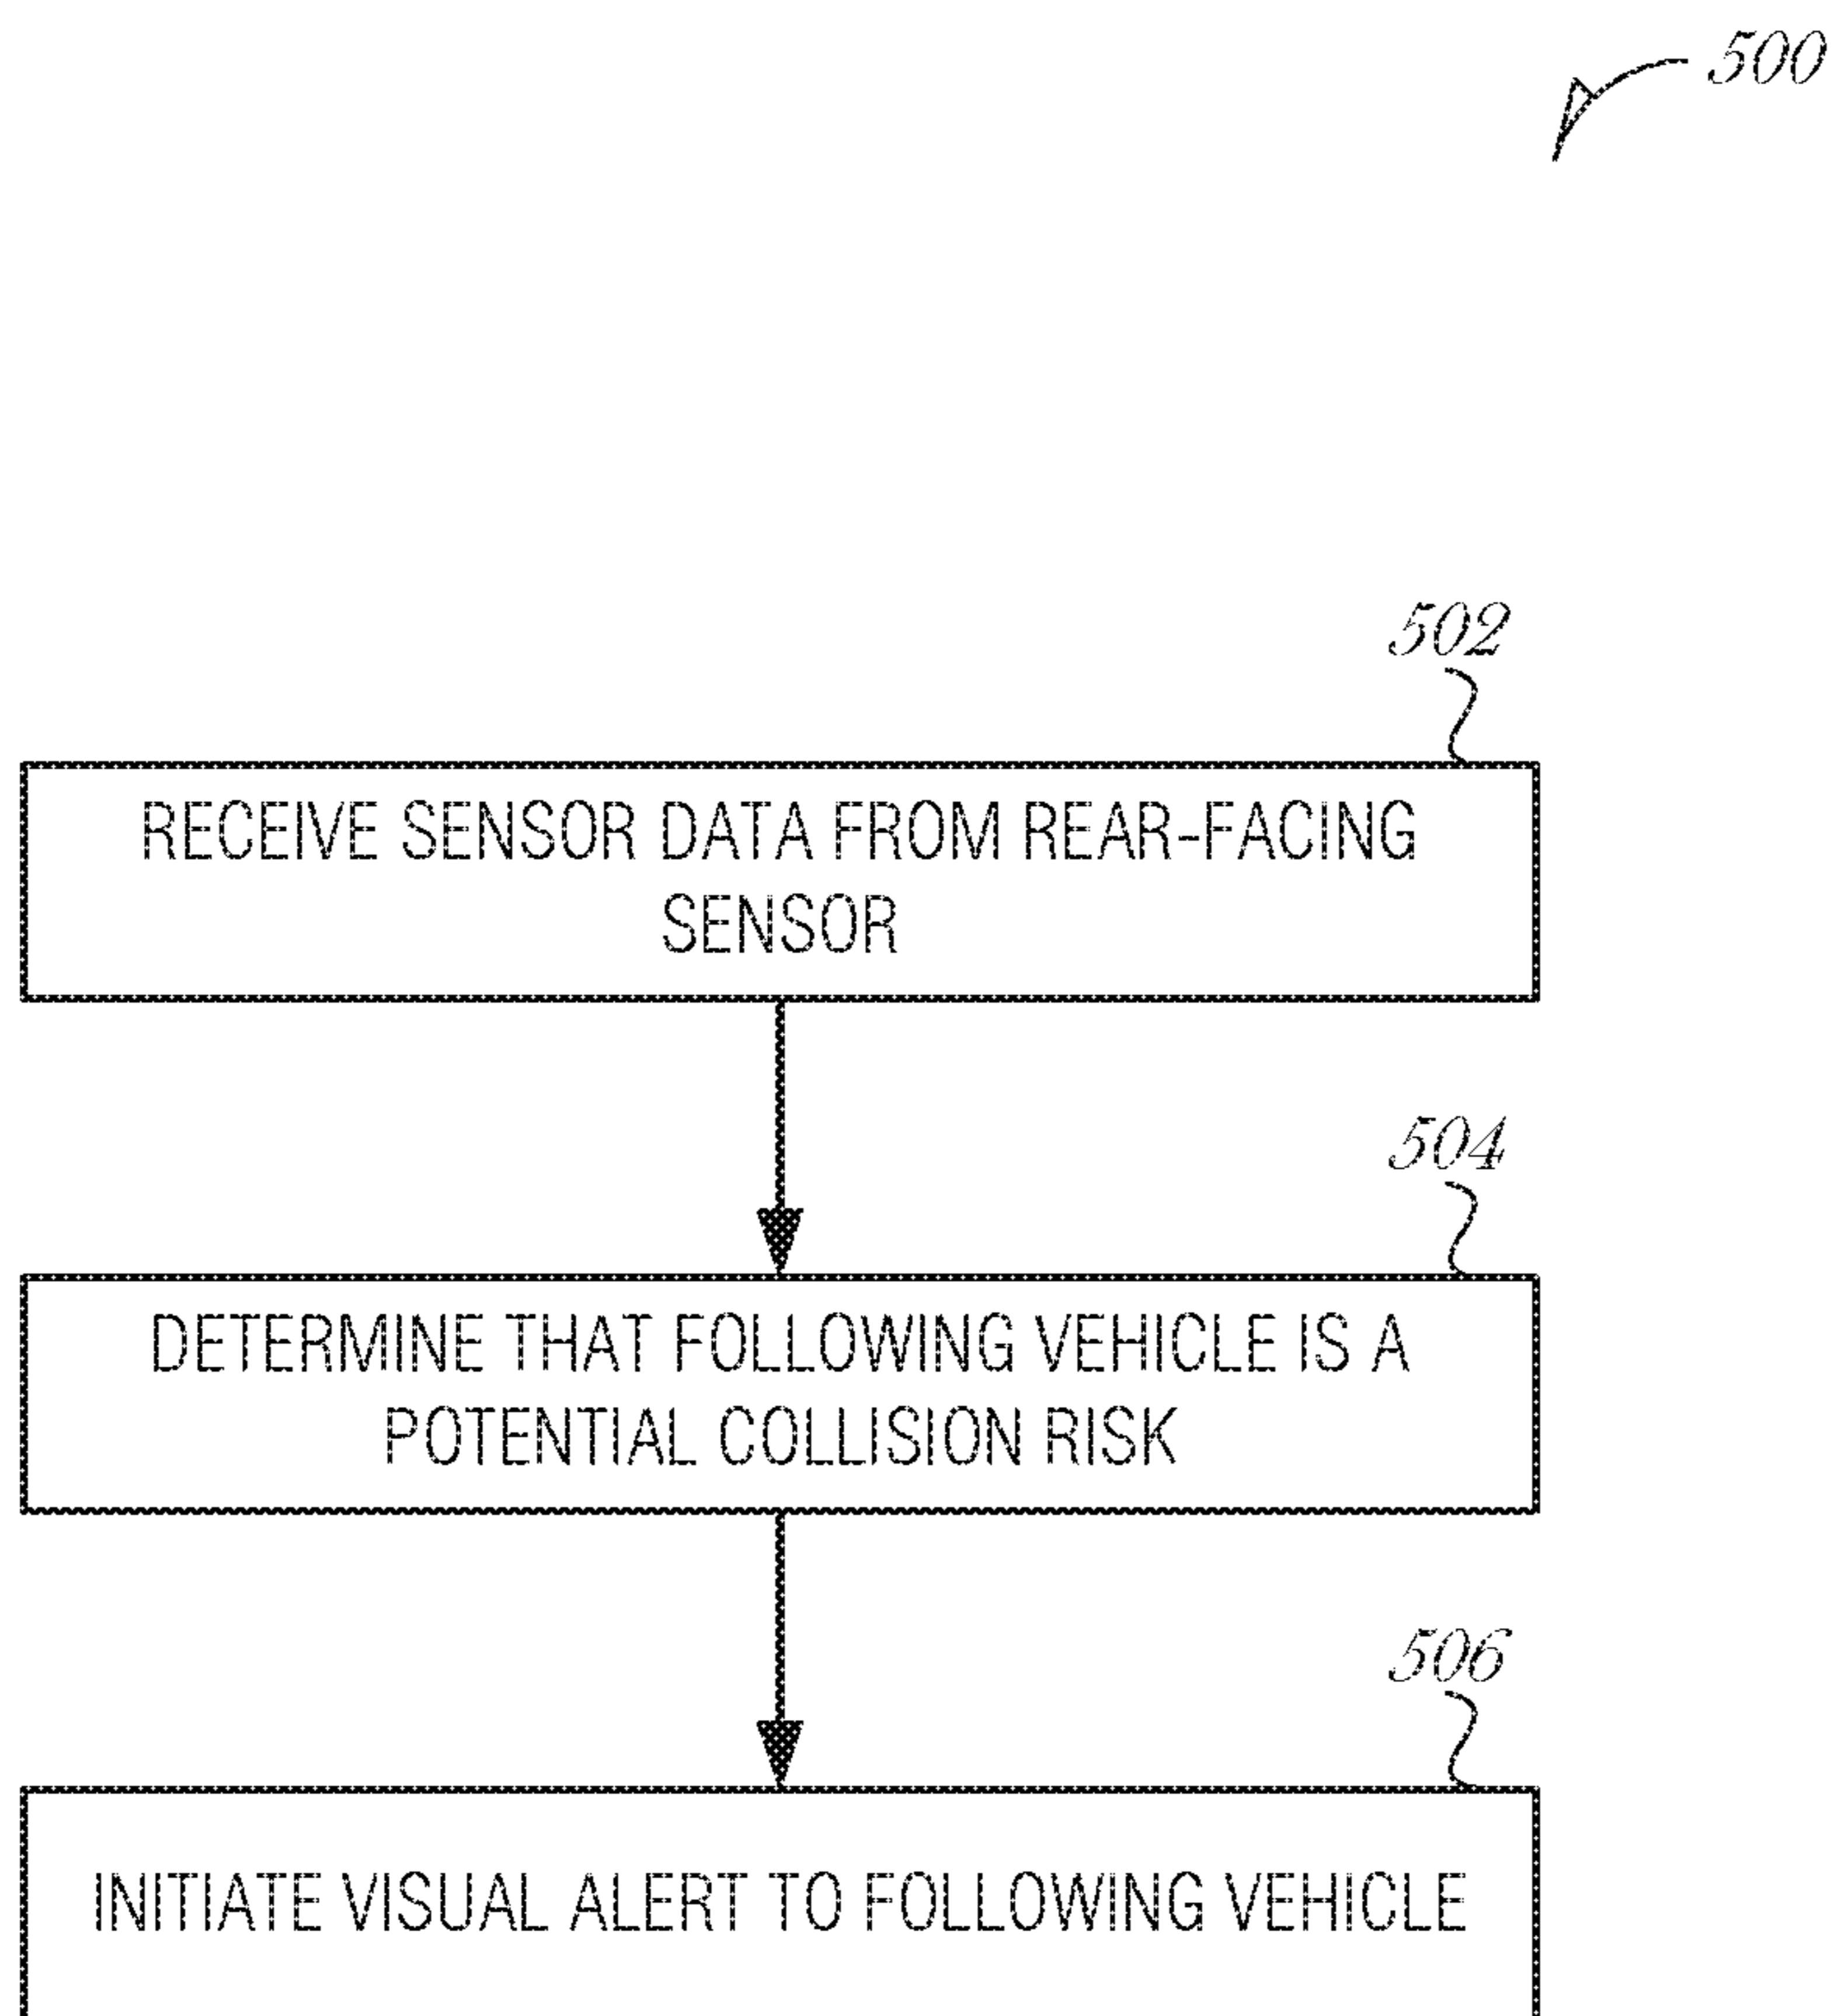 500
502
RECEIVE SENSOR DATA FROM REAR-FACING
SENSOR
504
DETERMINE THAT FOLLOWING VEHICLE IS A
POTENTIAL COLLISION RISK
506
INITIATE VISUAL ALERT TO FOLLOWING VEHICLE